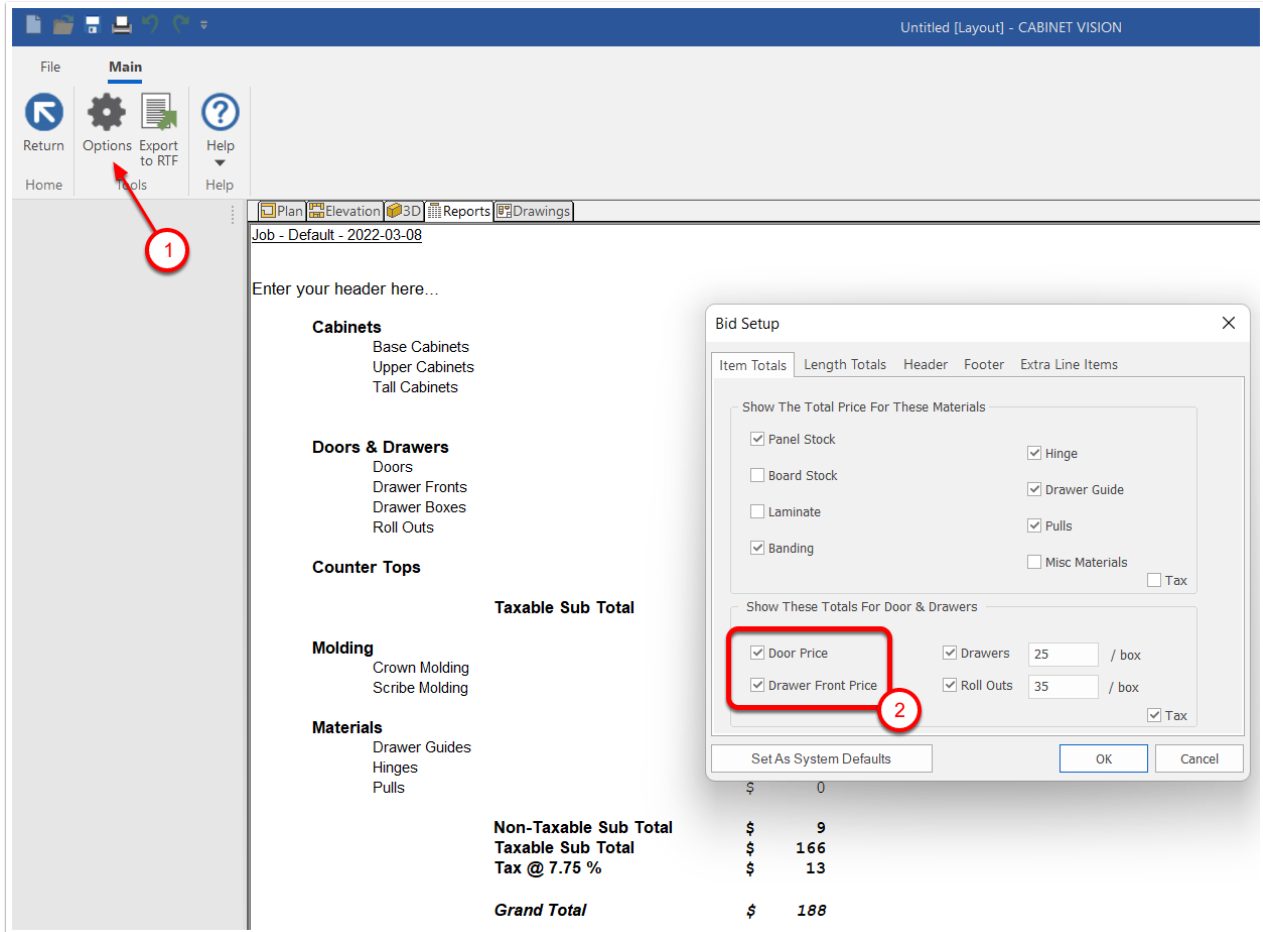 Untitled [Layout] - CABINET VISION
File Main
Return Options Export to RTF Help
Home Tools Help
1
Plan Elevation 3D Reports Drawings
Job - Default - 2022-03-08
Enter your header here...
Cabinets
Base Cabinets
Upper Cabinets
Tall Cabinets
Doors & Drawers
Doors
Drawer Fronts
Drawer Boxes
Roll Outs
Counter Tops
Taxable Sub Total
Molding
Crown Molding
Scribe Molding
Materials
Drawer Guides
Hinges
Pulls $ 0
Non-Taxable Sub Total $ 9
Taxable Sub Total $ 166
Tax @ 7.75 % $ 13
Grand Total $ 188
Bid Setup
Item Totals Length Totals Header Footer Extra Line Items
Show The Total Price For These Materials
Panel Stock
Hinge
Board Stock
Drawer Guide
Laminate
Pulls
Banding
Misc Materials
Tax
Show These Totals For Door & Drawers
Door Price Drawers 25 / box
Drawer Front Price Roll Outs 35 / box
2
Tax
Set As System Defaults OK Cancel